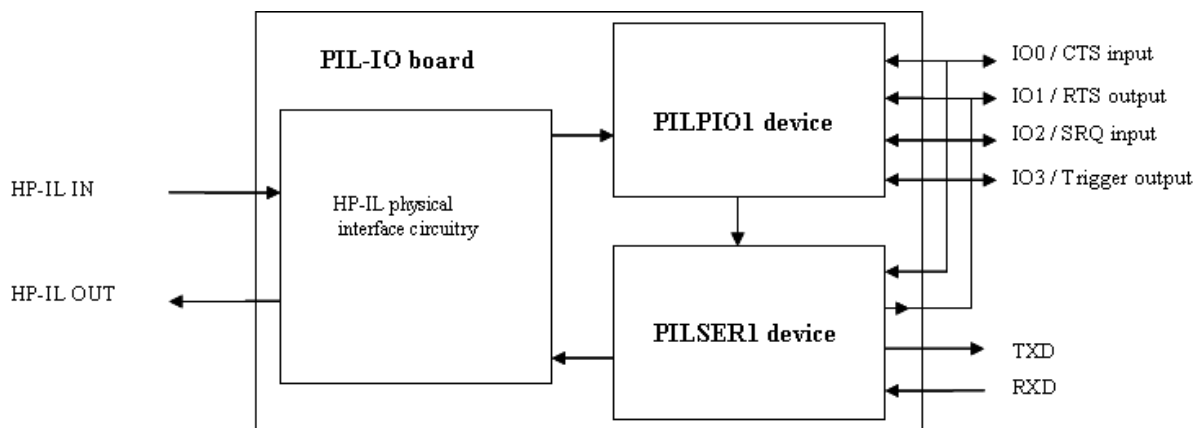 PIL-IO board
IO0 / CTS input
IO1 / RTS output
PILPIO1 device
IO2 / SRQ input
IO3 / Trigger output
HP-IL IN
HP-IL physical
interface circuitry
HP-IL OUT
PILSER1 device
TXD
RXD